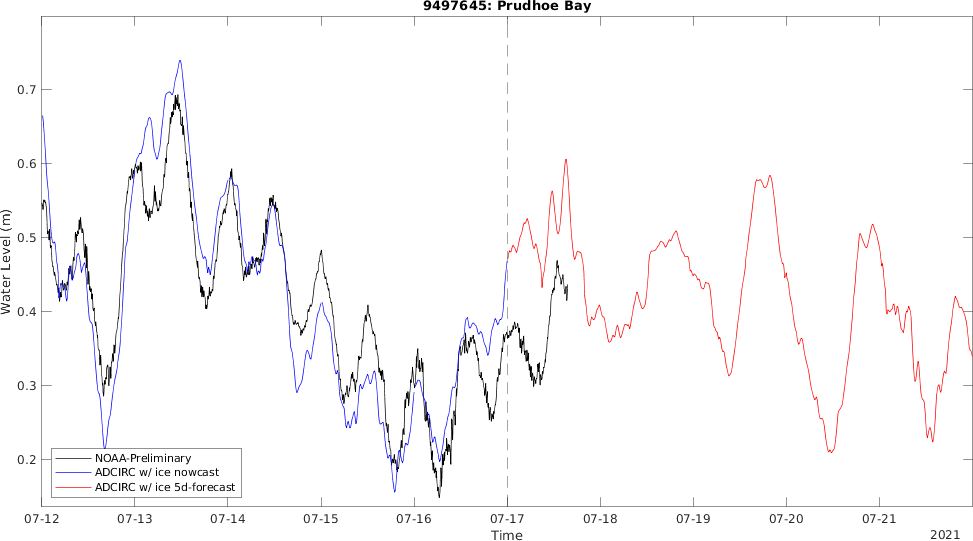 9497645: Prudhoe Bay
Water Level (m)
0.7
0.6
0.5
0.4
0.3
0.2
NOAA-Preliminary
ADCIRC w/ ice nowcast
ADCIRC w/ ice 5d-forecast
07-12 07-13 07-14 07-15 07-16 07-17 07-18 07-19 07-20 07-21
Time
2021